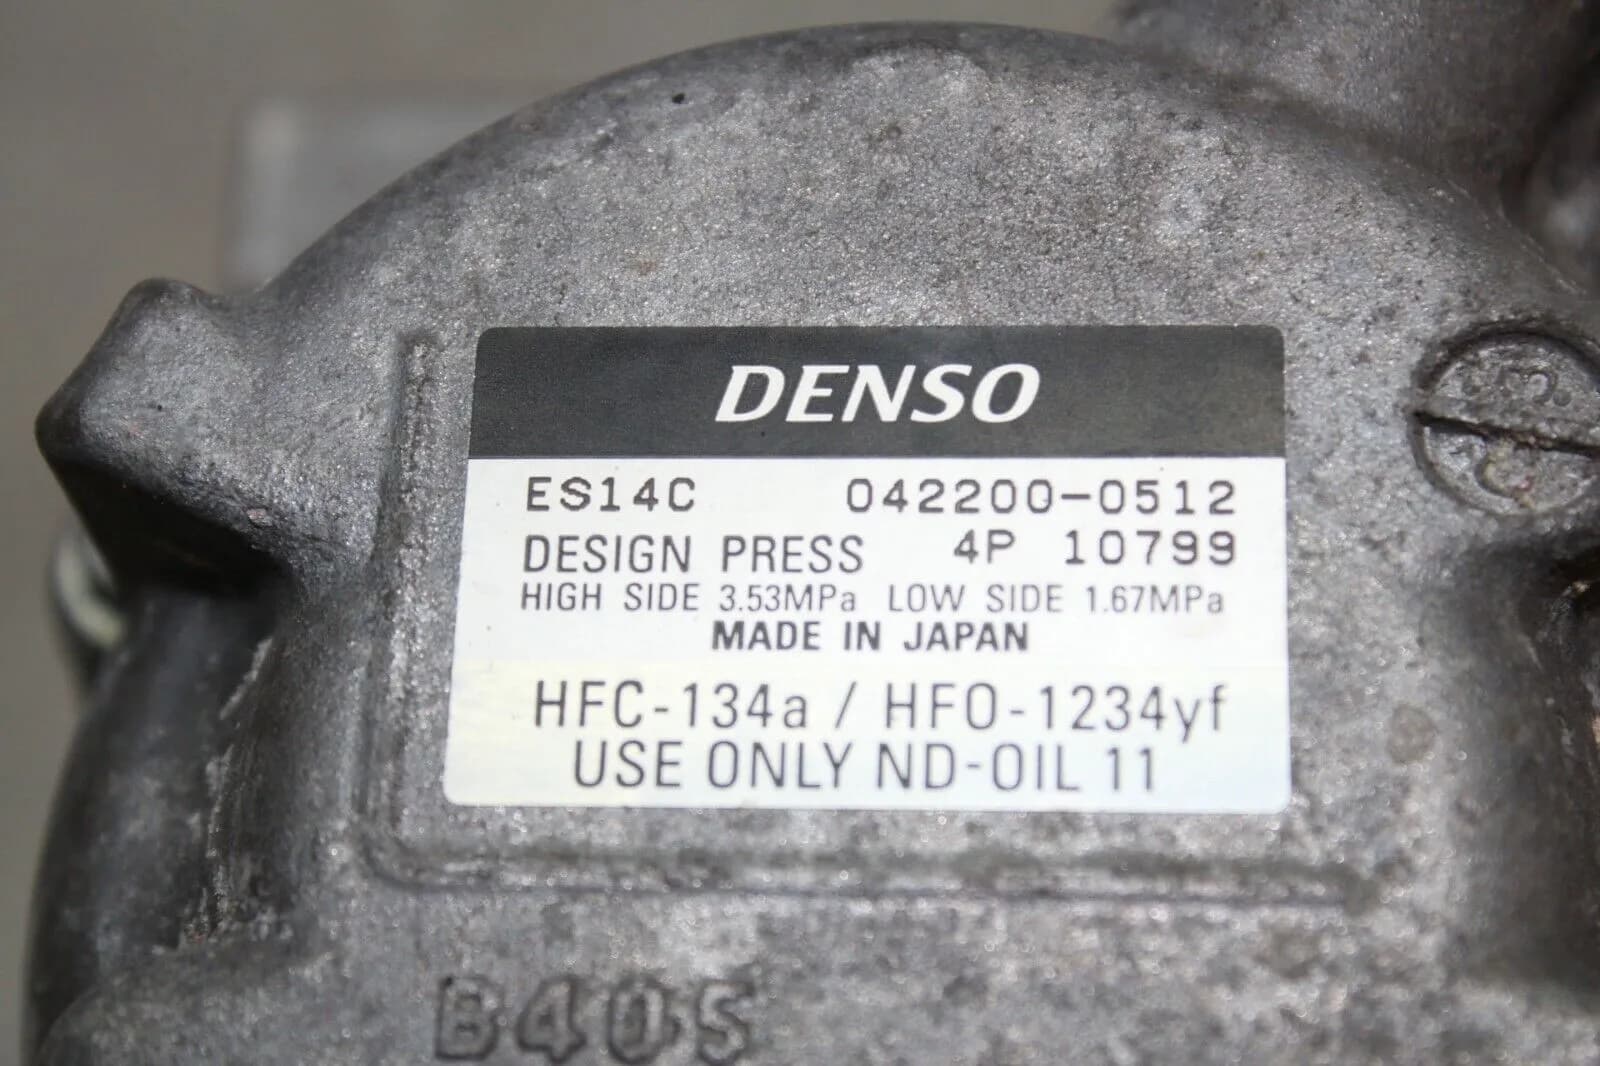 DENSO
ES14C 042200-0512
DESIGN PRESS 4P 10799
HIGH SIDE 3.53MPa LOW SIDE 1.67MPa
MADE IN JAPAN
HFC-134a / HFO-1234yf
USE ONLY ND-OIL 11
B405